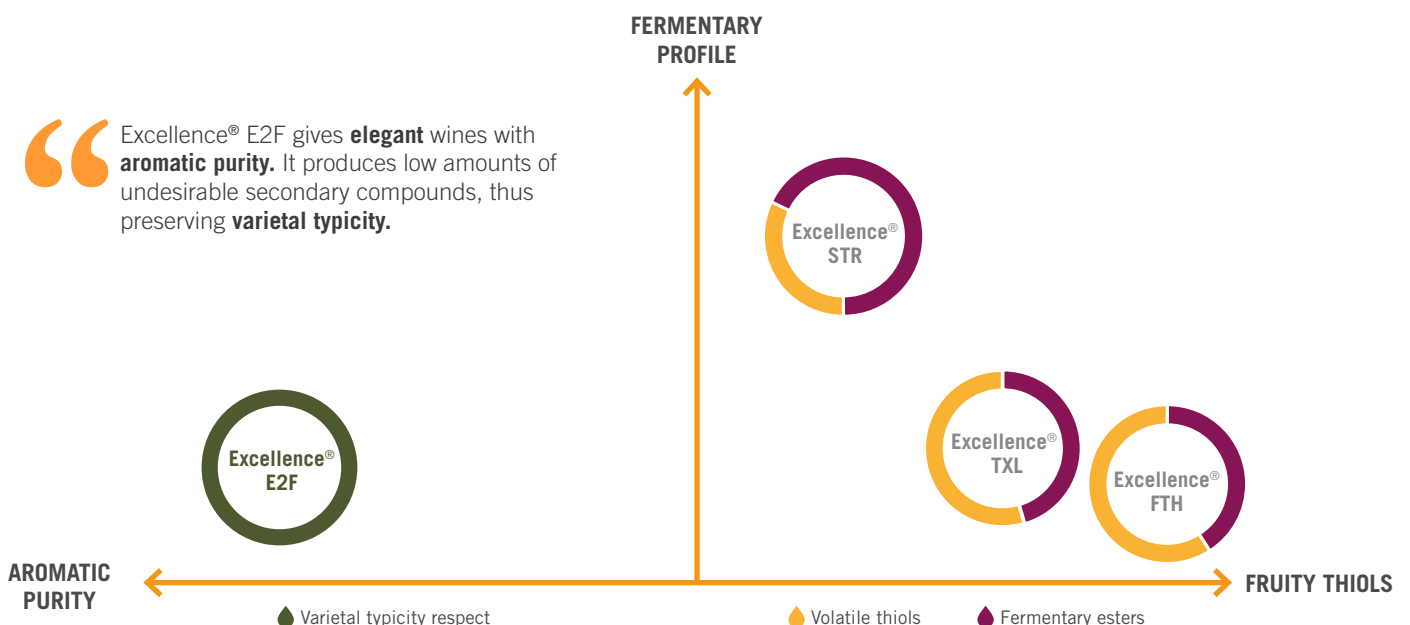 FERMENTARY
PROFILE
Excellence® E2F gives elegant wines with
aromatic purity. It produces low amounts of
undesirable secondary compounds, thus
preserving varietal typicity.
Excellence®
STR
Excellence®
E2F
Excellence®
TXL
Excellence®
FTH
AROMATIC
PURITY
FRUITY THIOLS
Varietal typicity respect
Volatile thiols
Fermentary esters